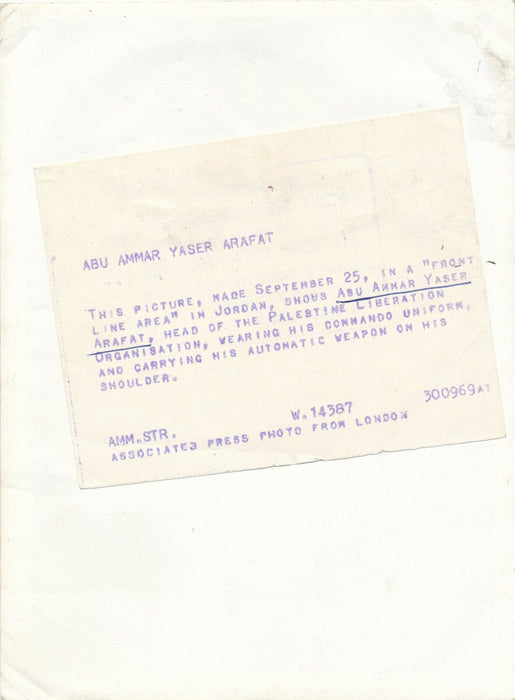 ABU AMMAR YASER ARAFAT
THIS PICTURE, MADE SEPTEMBER 25, IN A "FRONT
LINE AREA" IN JORDAN, SHOWS ABU AMMAR YASER
ARAFAT, HEAD OF THE PALESTINE LIBERATION
ORGANISATION, WEARING HIS COMMANDO UNIFORM,
AND CARRYING HIS AUTOMATIC WEAPON ON HIS
SHOULDER.
AMM.STR. W.14387 300969AT
ASSOCIATED PRESS PHOTO FROM LONDON